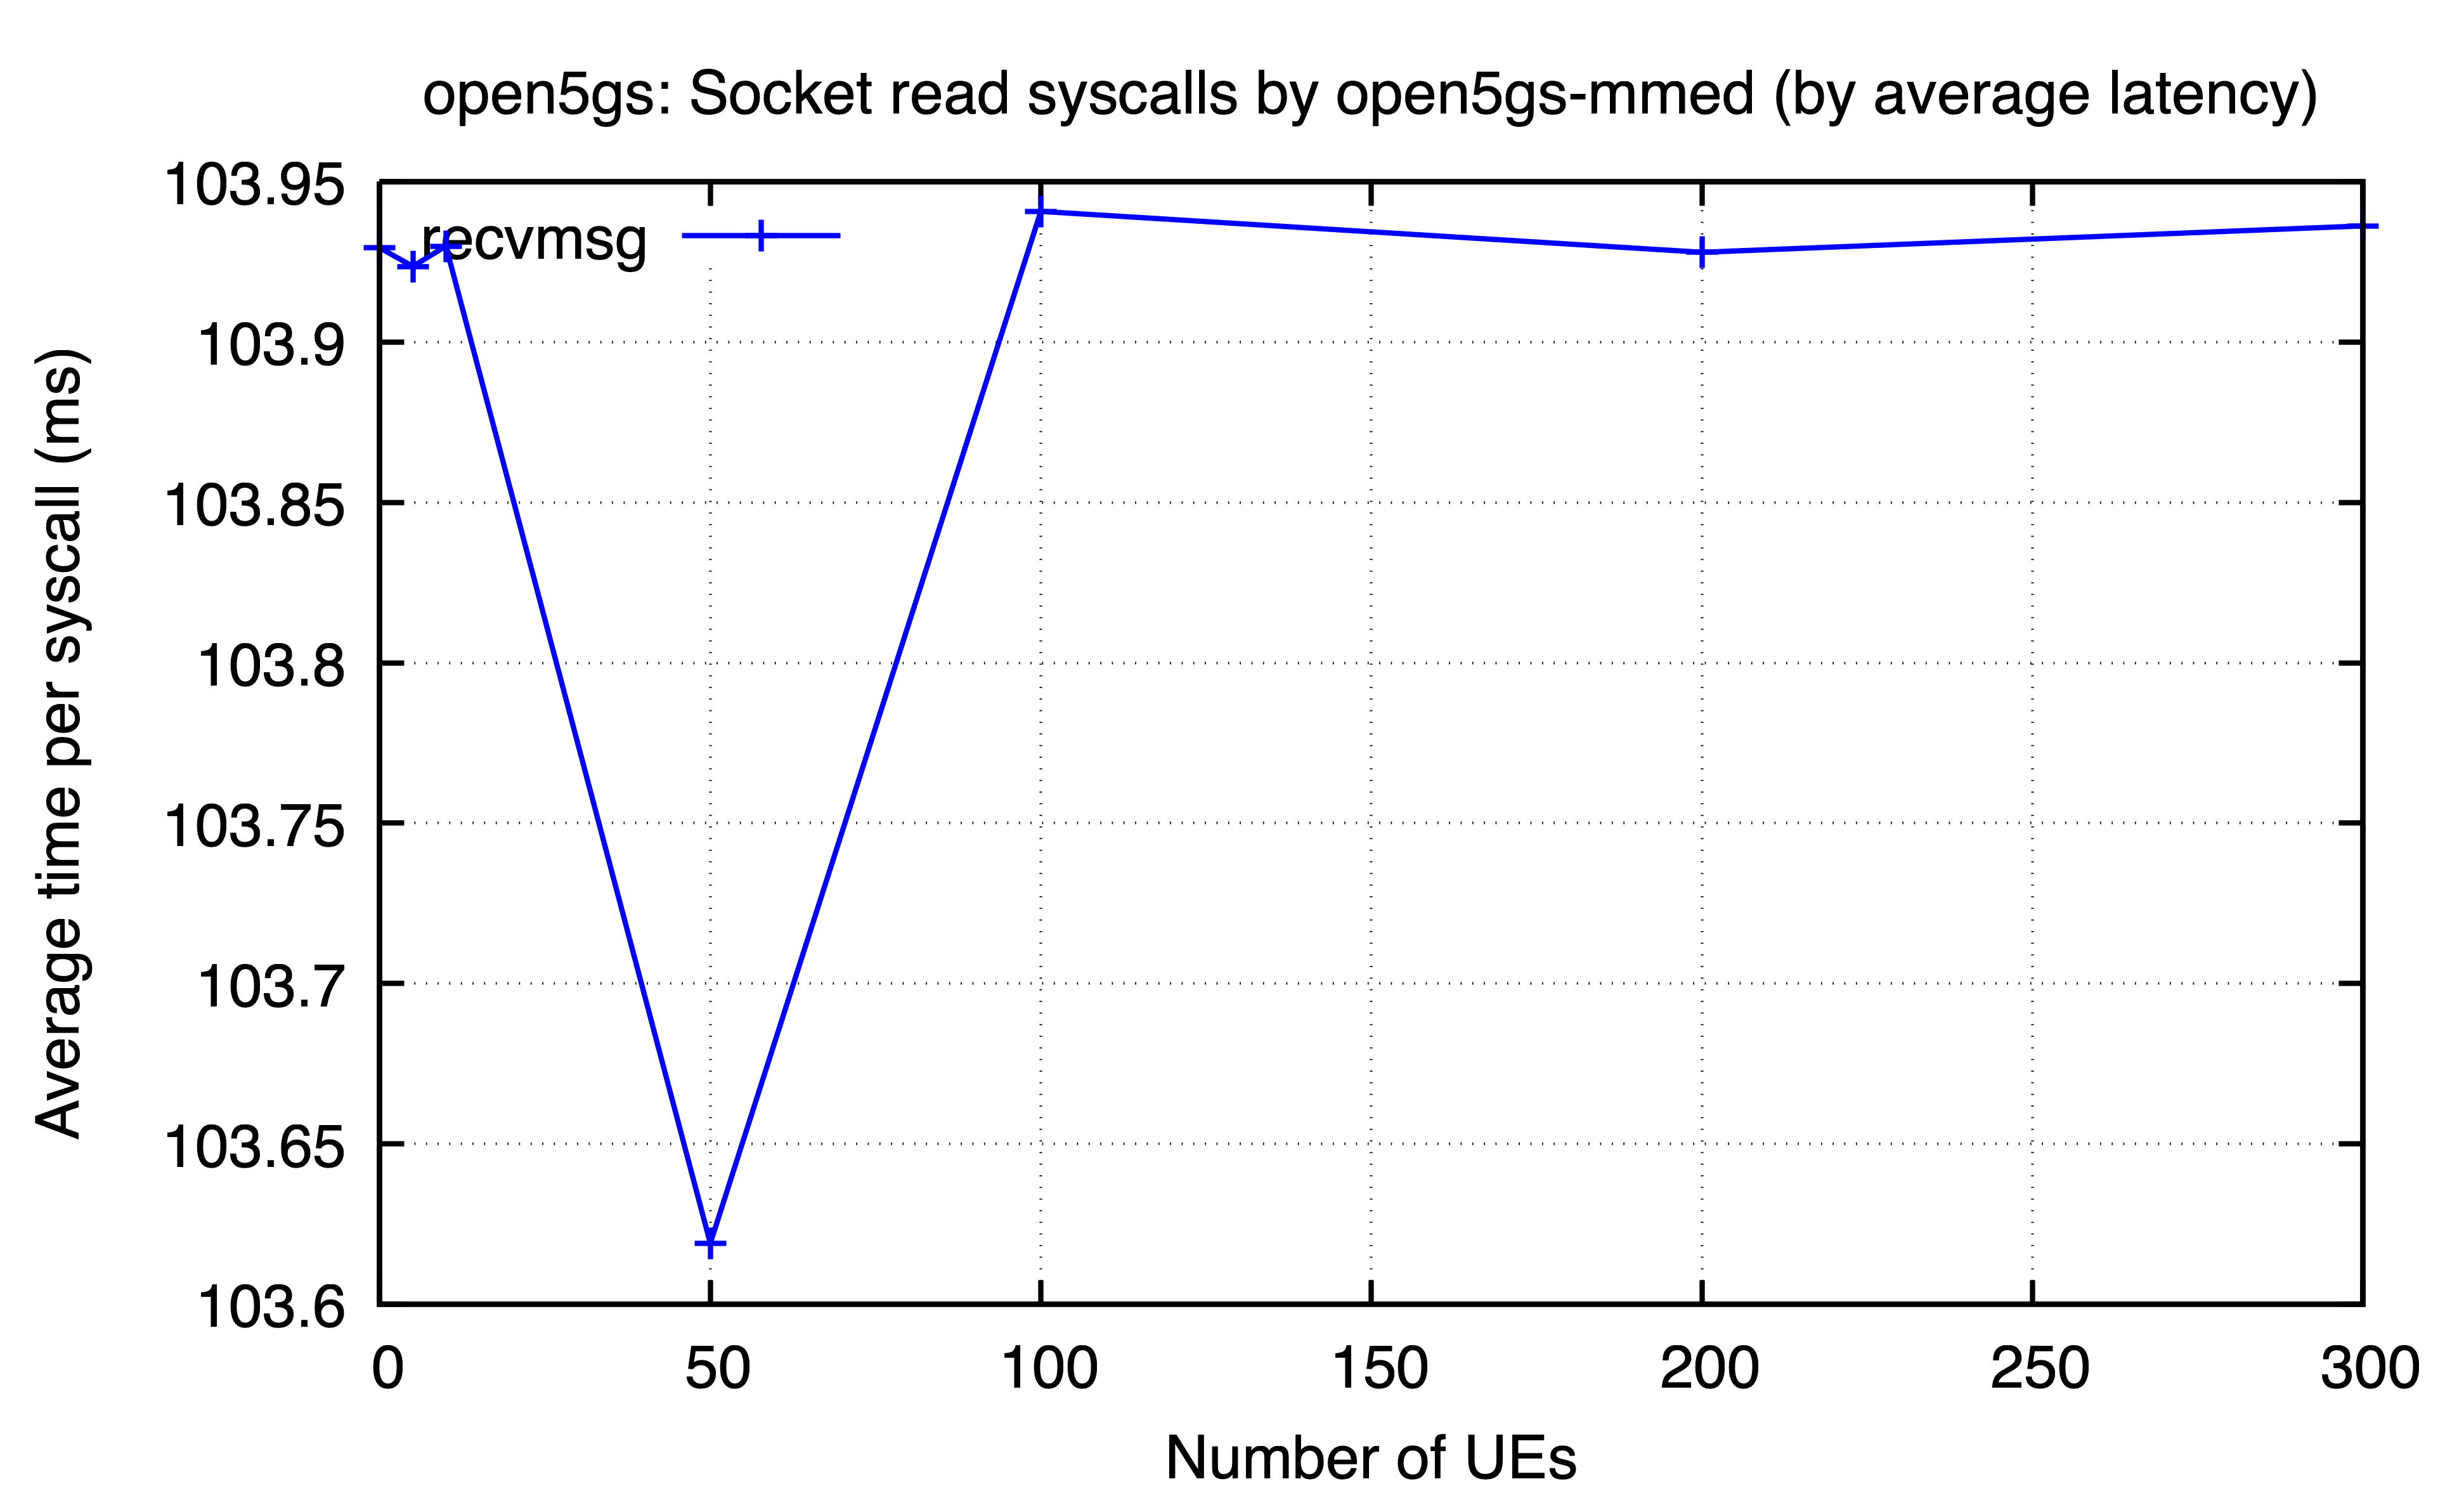 open5gs: Socket read syscalls by open5gs-mmed (by average latency)
103.95
103.9
103.85
103.8
103.75
103.7
103.65
103.6
Average time per syscall (ms)
recvmsg
0 50 100 150 200 250 300
Number of UEs